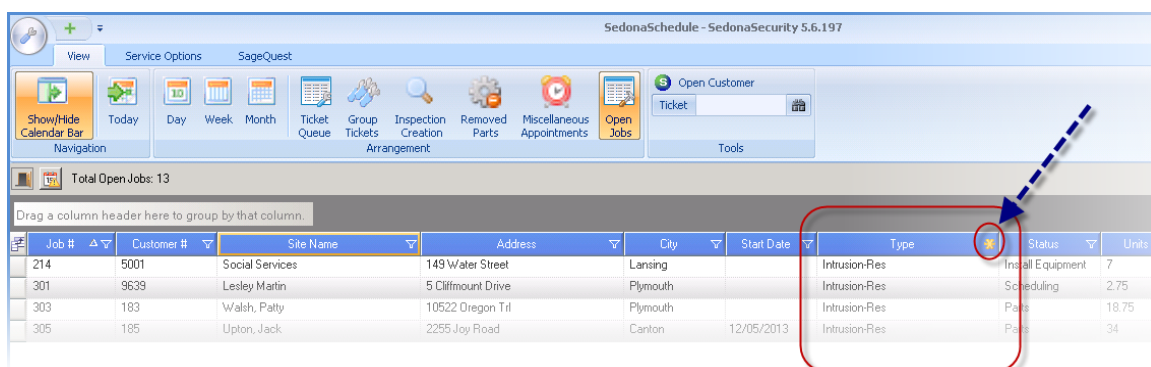 SedonaSchedule - SedonaSecurity 5.6.197
View Service Options SageQuest
Show/Hide Calendar Bar
Today
Day
Week
Month
Ticket Queue
Group Tickets
Inspection Creation
Removed Parts
Miscellaneous Appointments
Open Jobs
S Open Customer
Ticket
Navigation Arrangement Tools
Total Open Jobs: 13
Drag a column header here to group by that column.
Job # Customer # Site Name Address City Start Date Type Status Units
214 5001 Social Services 149 Water Street Lansing Intrusion-Res Install Equipment 7
301 9639 Lesley Martin 5 Cliffmount Drive Plymouth Intrusion-Res Scheduling 2.75
303 183 Walsh, Patty 10522 Oregon Trl Plymouth Intrusion-Res Parts 18.75
305 185 Upton, Jack 2255 Joy Road Canton 12/05/2013 Intrusion-Res Parts 34